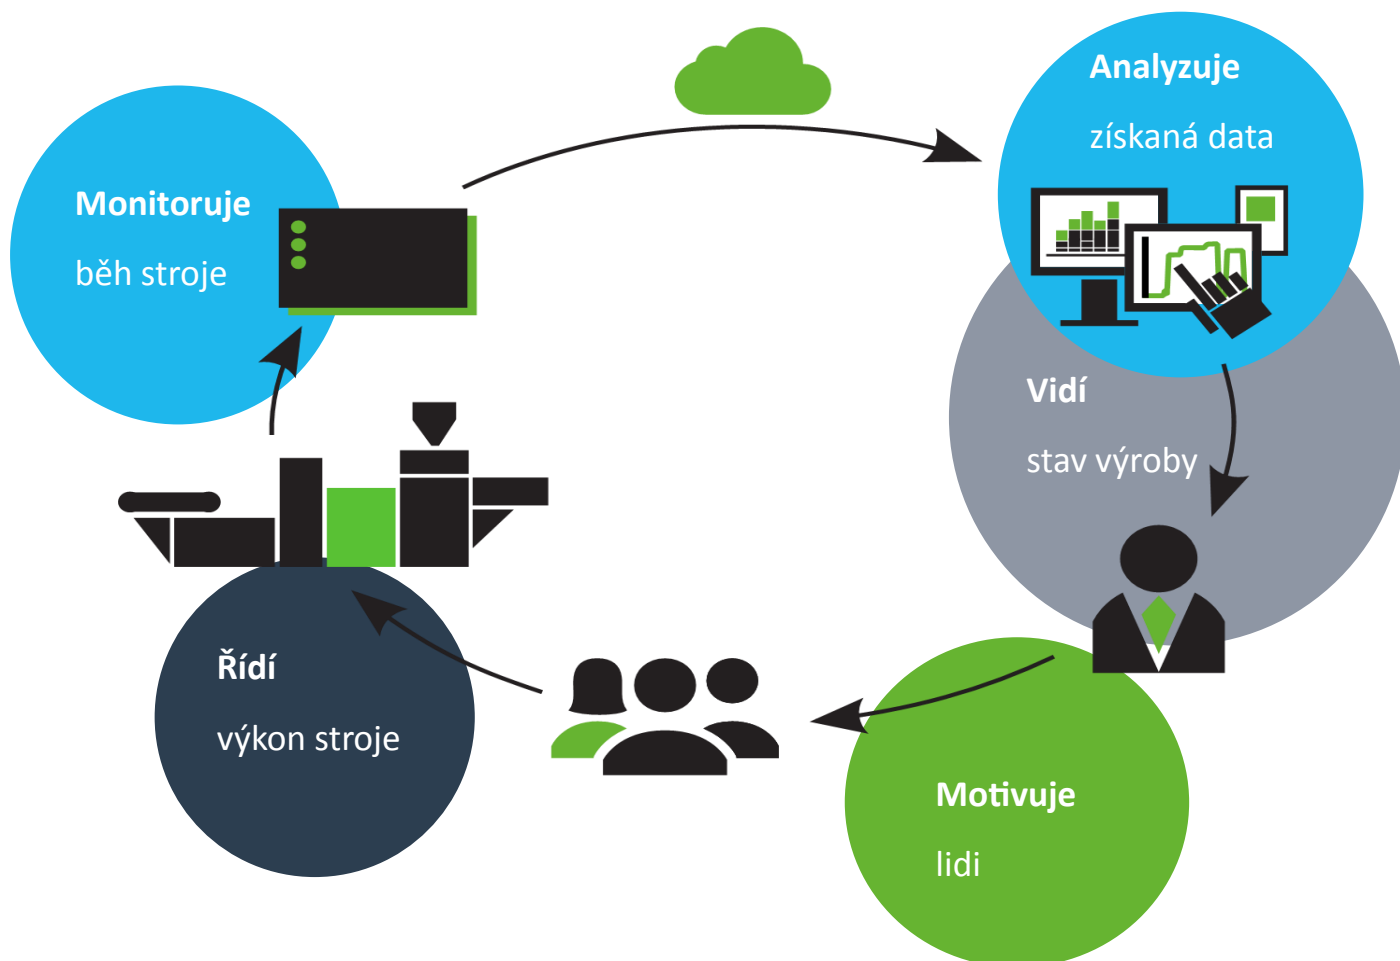 Monitoruje
běh stroje
Analyzuje
získaná data
Vidí
stav výroby
Motivuje
lidi
Řídí
výkon stroje